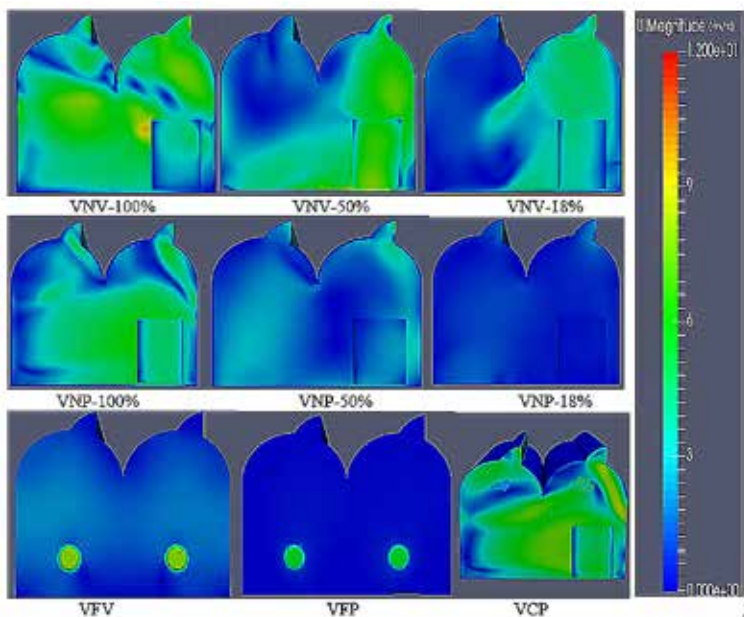 U Magnitude (m/s)
1.200e+01
9
6
3
0.000e+00
VNV-100% VNV-50% VNV-18%
VNP-100% VNP-50% VNP-18%
VFV VFP VCP